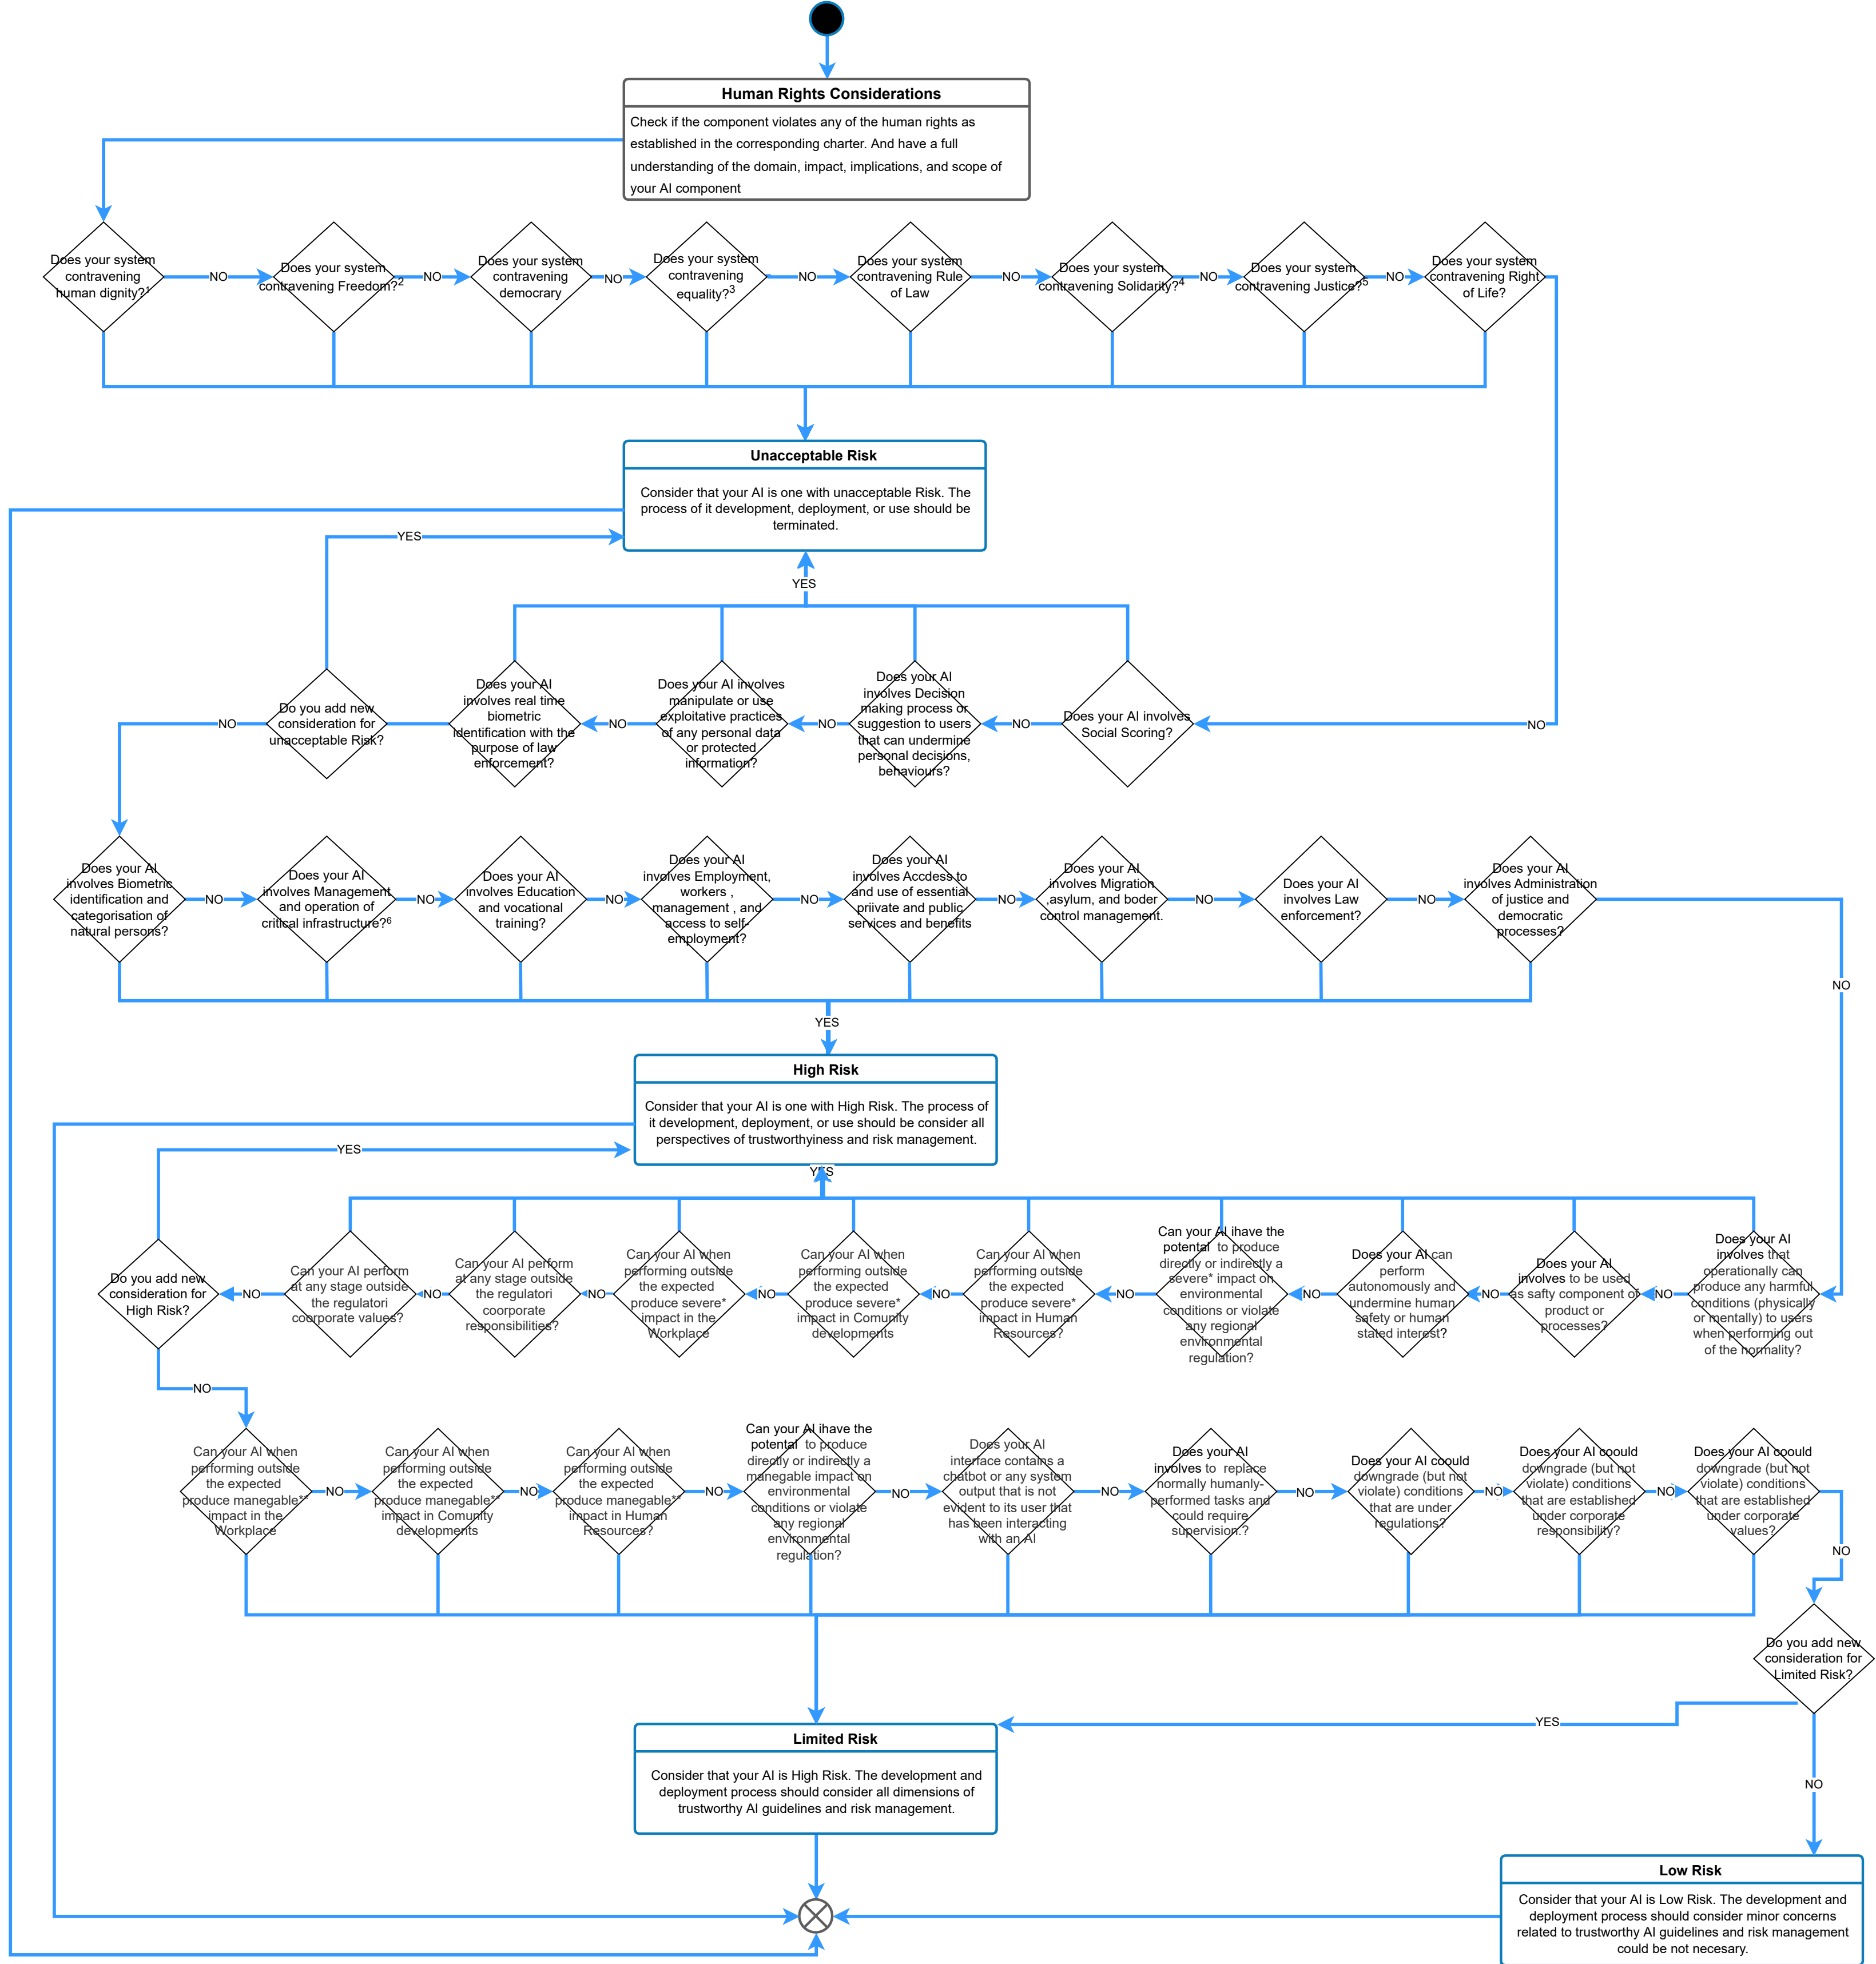 Human Rights Considerations
Check if the component violates any of the human rights as
established in the corresponding charter. And have a full
understanding of the domain, impact, implications, and scope of
your AI component
Does your system
contravening
human dignity?1
NO
Does your system
contravening Freedom?2
NO
Does your system
contravening
democrary
NO
Does your system
contravening
equality?3
NO
Does your system
contravening Rule
of Law
NO
Does your system
contravening Solidarity?4
NO
Does your system
contravening Justice?5
NO
Does your system
contravening Right
of Life?
Unacceptable Risk
Consider that your AI is one with unacceptable Risk. The
process of it development, deployment, or use should be
terminated.
YES
YES
NO
Do you add new
consideration for
unacceptable Risk?
Does your AI
involves real time
biometric
identification with the
purpose of law
enforcement?
NO
Does your AI involves
manipulate or use
exploitative practices
of any personal data
or protected
information?
NO
Does your AI
involves Decision
making process or
suggestion to users
that can undermine
personal decisions,
behaviours?
NO
Does your AI involves
Social Scoring?
NO
Does your AI
involves Biometric
identification and
categorisation of
natural persons?
NO
Does your AI
involves Management
and operation of
critical infrastructure?6
NO
Does your AI
involves Education
and vocational
training?
NO
Does your AI
involves Employment,
workers ,
management , and
access to self-
employment?
NO
Does your AI
involves Accdess to
and use of essential
priivate and public
services and benefits
NO
Does your AI
involves Migration
,asylum, and boder
control management.
NO
Does your AI
involves Law
enforcement?
NO
Does your AI
involves Administration
of justice and
democratic
processes?
NO
YES
High Risk
Consider that your AI is one with High Risk. The process of
it development, deployment, or use should be consider all
perspectives of trustworthyiness and risk management.
YES
YES
Do you add new
consideration for
High Risk?
NO
Can your AI perform
at any stage outside
the regulatori
coorporate values?
NO
Can your AI perform
at any stage outside
the regulatori
coorporate
responsibilities?
NO
Can your AI when
performing outside
the expected
produce severe*
impact in the
Workplace
NO
Can your AI when
performing outside
the expected
produce severe*
impact in Comunity
developments
NO
Can your AI when
performing outside
the expected
produce severe*
impact in Human
Resources?
NO
Can your AI ihave the
potental to produce
directly or indirectly a
severe* impact on
environmental
conditions or violate
any regional
environmental
regulation?
NO
Does your AI can
perform
autonomously and
undermine human
safety or human
stated interest?
NO
Does your AI
involves to be used
as safty component of
product or
processes?
NO
Does your AI
involves that
operationally can
produce any harmful
conditions (physically
or mentally) to users
when performing out
of the normality?
NO
Can your AI when
performing outside
the expected
produce manegable**
impact in the
Workplace
NO
Can your AI when
performing outside
the expected
produce manegable**
impact in Comunity
developments
NO
Can your AI when
performing outside
the expected
produce manegable**
impact in Human
Resources?
NO
Can your AI ihave the
potental to produce
directly or indirectly a
manegable impact on
environmental
conditions or violate
any regional
environmental
regulation?
NO
Does your AI
interface contains a
chatbot or any system
output that is not
evident to its user that
has been interacting
with an AI
NO
Does your AI
involves to replace
normally humanly-
performed tasks and
could require
supervision.?
NO
Does your AI coould
downgrade (but not
violate) conditions
that are under
regulations?
NO
Does your AI coould
downgrade (but not
violate) conditions
that are established
under corporate
responsibility?
NO
Does your AI coould
downgrade (but not
violate) conditions
that are established
under corporate
values?
NO
Do you add new
consideration for
Limited Risk?
YES
Limited Risk
Consider that your AI is High Risk. The development and
deployment process should consider all dimensions of
trustworthy AI guidelines and risk management.
NO
Low Risk
Consider that your AI is Low Risk. The development and
deployment process should consider minor concerns
related to trustworthy AI guidelines and risk management
could be not necesary.